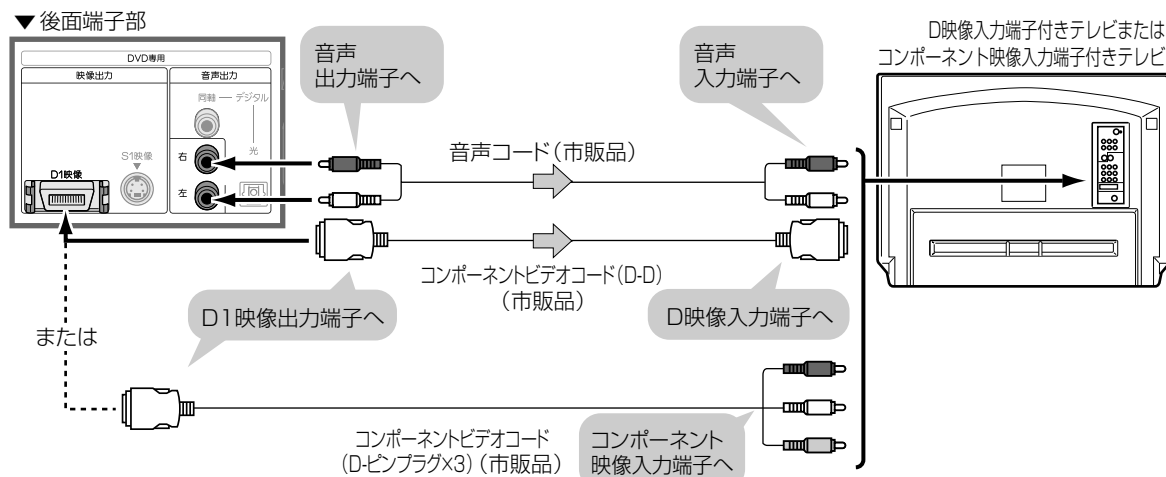 ▼後面端子部
DVD専用
映像出力
音声出力
同軸 ― デジタル
光
右
左
S1映像
D1映像
音声
出力端子へ
音声
入力端子へ
D映像入力端子付きテレビまたは
コンポーネント映像入力端子付きテレビ
音声コード(市販品)
コンポーネントビデオコード(D-D)
(市販品)
D1映像出力端子へ
D映像入力端子へ
または
コンポーネントビデオコード
(D-ピンプラグ×3)(市販品)
コンポーネント
映像入力端子へ